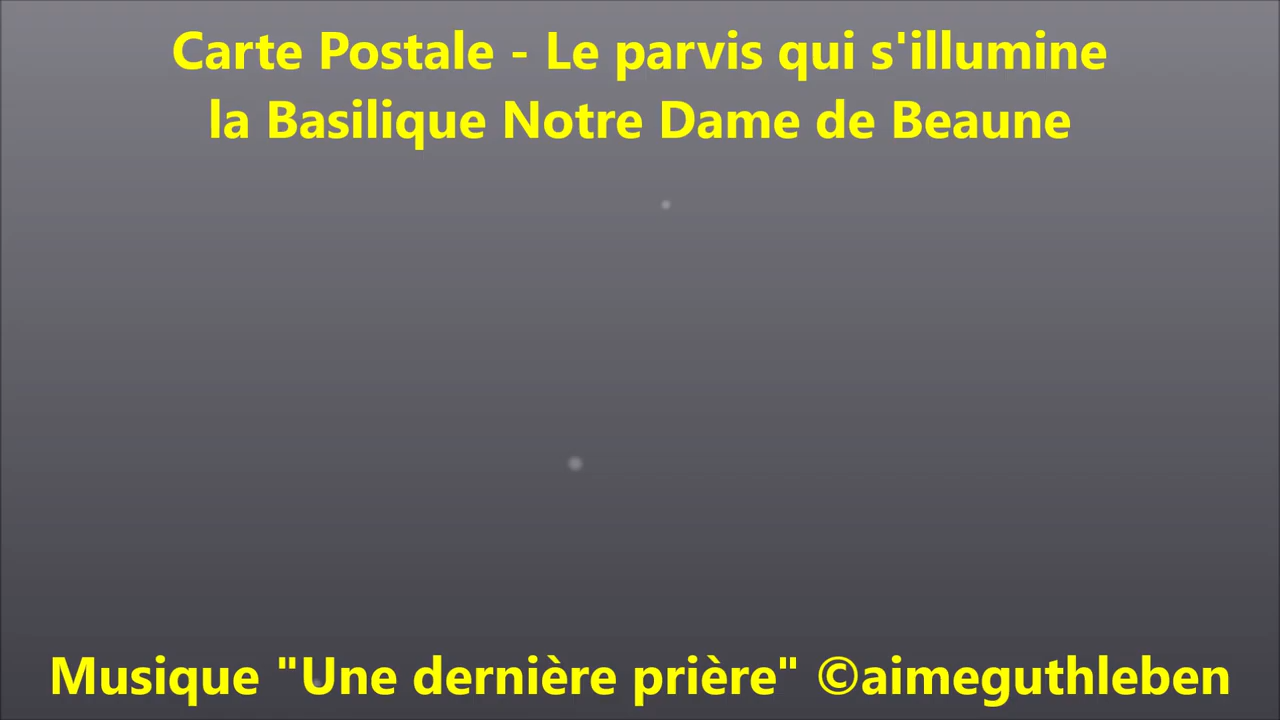 Carte Postale - Le parvis qui s'illumine
la Basilique Notre Dame de Beaune
Musique "Une dernière prière" ©aimeguthleben